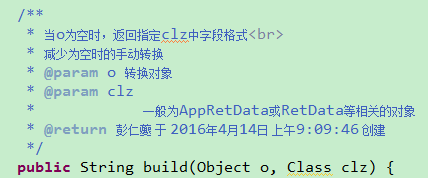 /**
* 当o为空时，返回指定clz中字段格式<br>
* 减少为空时的手动转换
* @param o 转换对象
* @param clz
* 一般为AppRetData或RetData等相关的对象
* @return 彭仁夔 于 2016年4月14日 上午9:09:46 创建
*/
public String build(Object o, Class clz) {